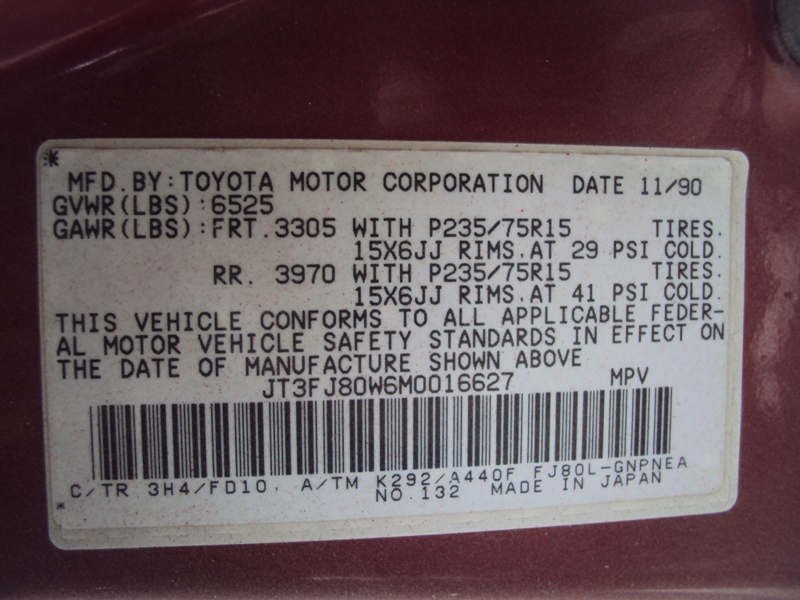 MFD.BY:TOYOTA MOTOR CORPORATION DATE 11/90
GVWR(LBS):6525
GAWR(LBS):FRT.3305 WITH P235/75R15 TIRES.
15X6JJ RIMS.AT 29 PSI COLD.
RR. 3970 WITH P235/75R15 TIRES.
15X6JJ RIMS.AT 41 PSI COLD.
THIS VEHICLE CONFORMS TO ALL APPLICABLE FEDER-
AL MOTOR VEHICLE SAFETY STANDARDS IN EFFECT ON
THE DATE OF MANUFACTURE SHOWN ABOVE
JT3FJ80W6M0016627 MPV
C/TR 3H4/FD10, A/TM K292/A440F FJ80L-GNPNEA
NO.132 MADE IN JAPAN